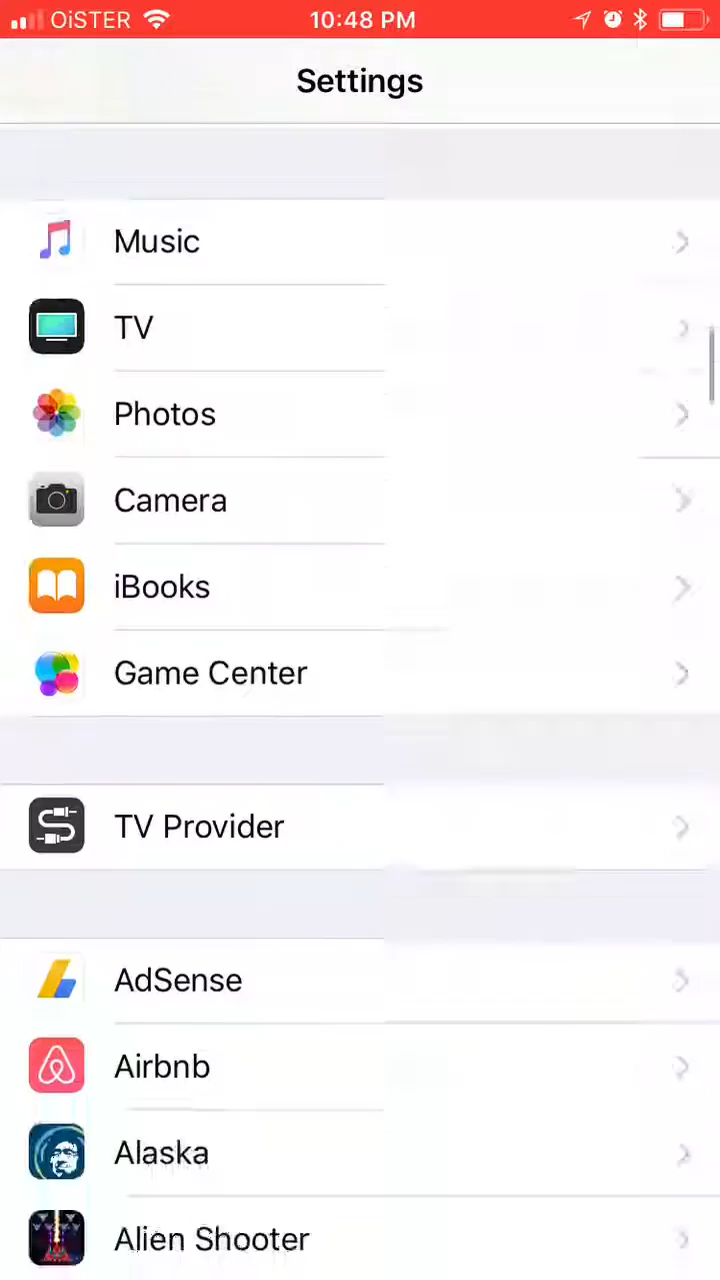 OiSTER 10:48 PM
Settings
Music
TV
Photos
Camera
iBooks
Game Center
TV Provider
AdSense
Airbnb
Alaska
Alien Shooter